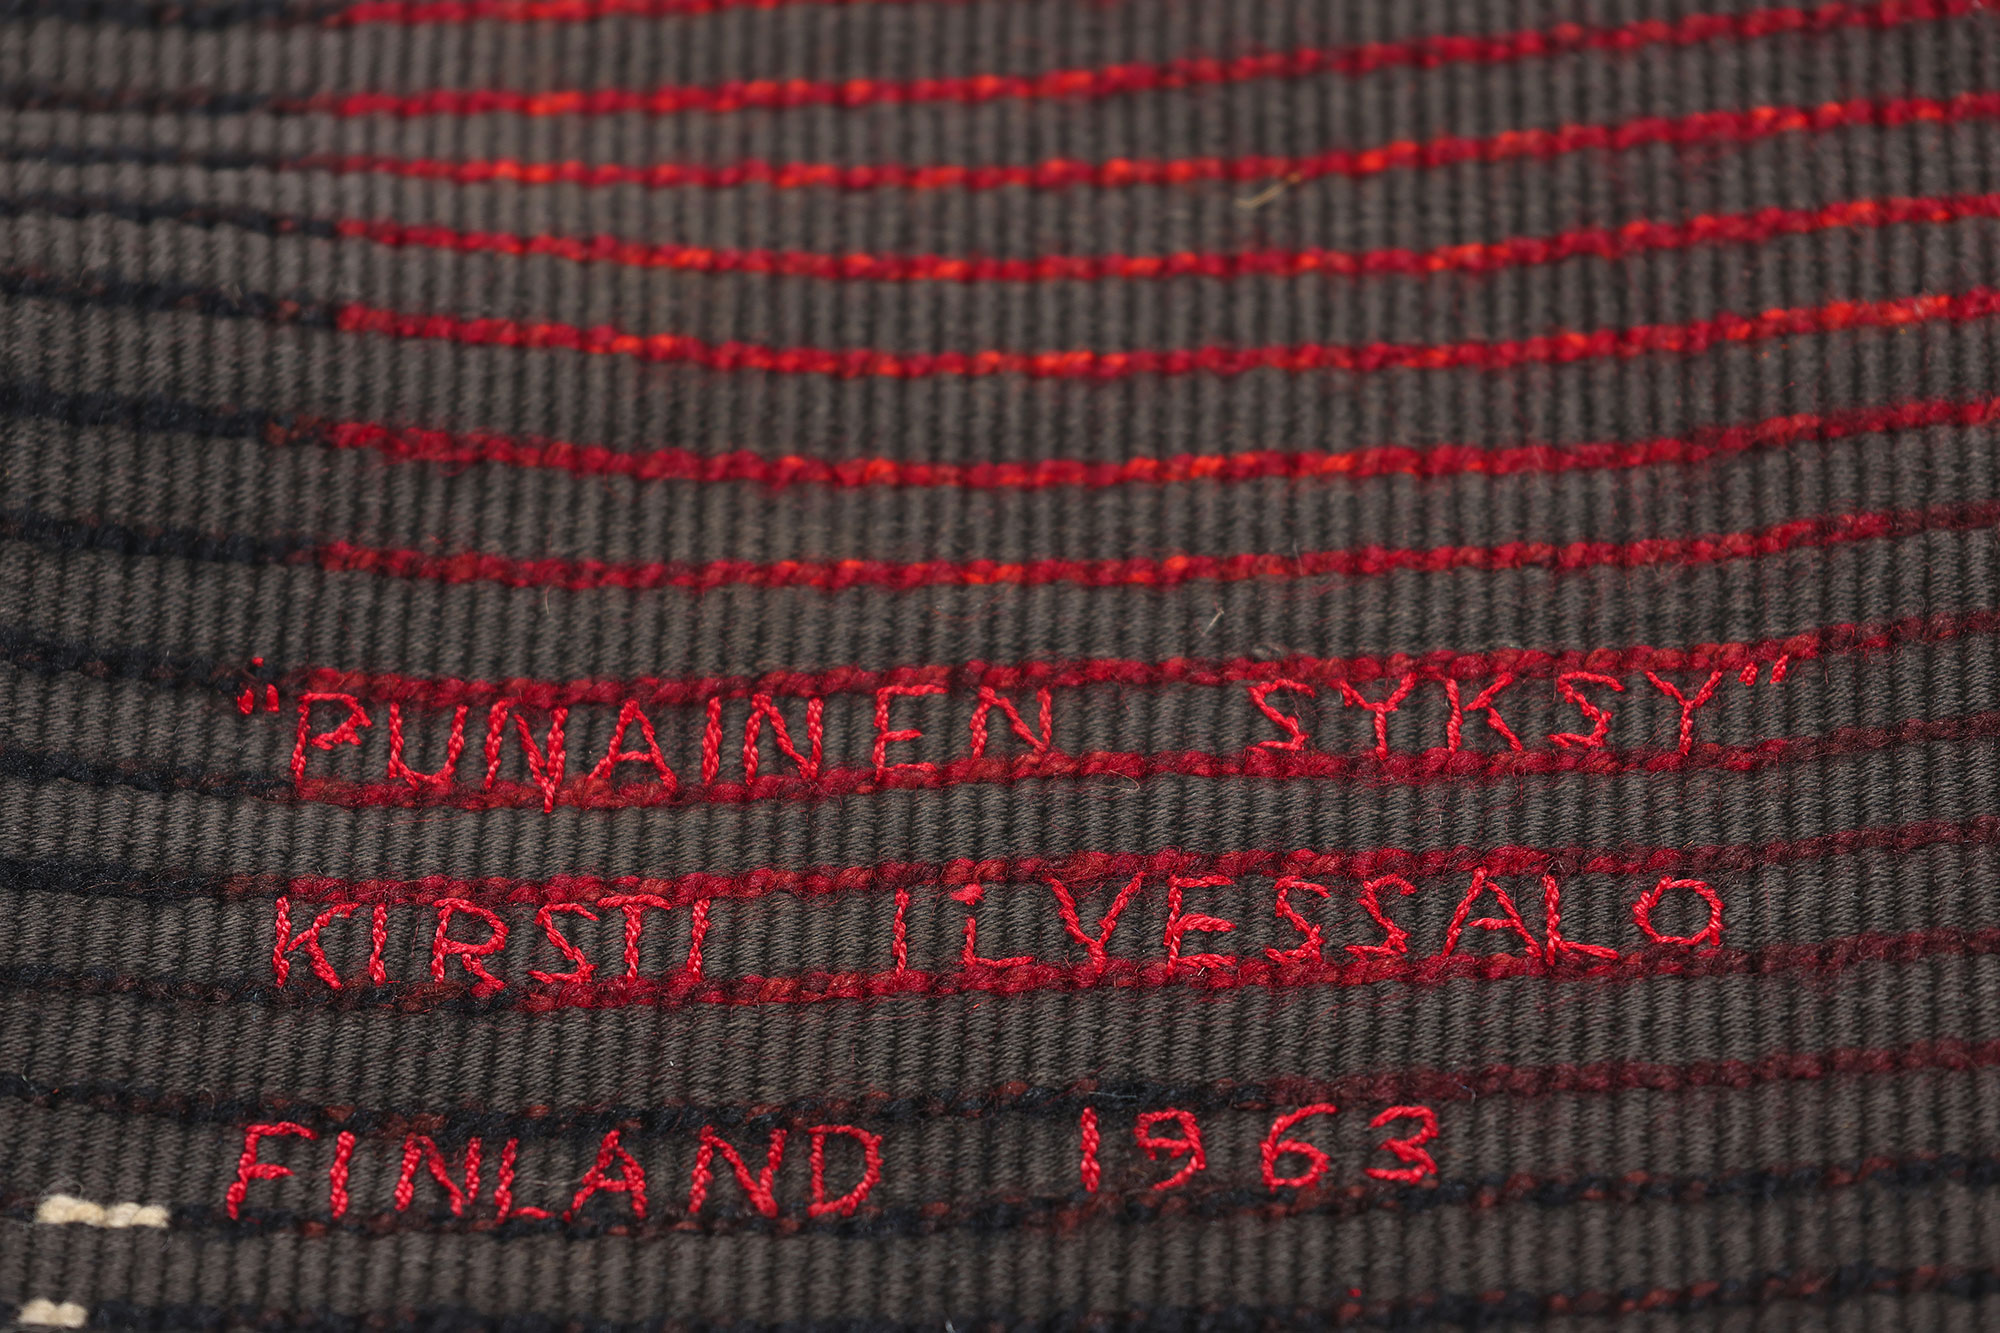 "PUNAINEN SYKSY"
KIRSTI ILVESSALO
FINLAND 1963